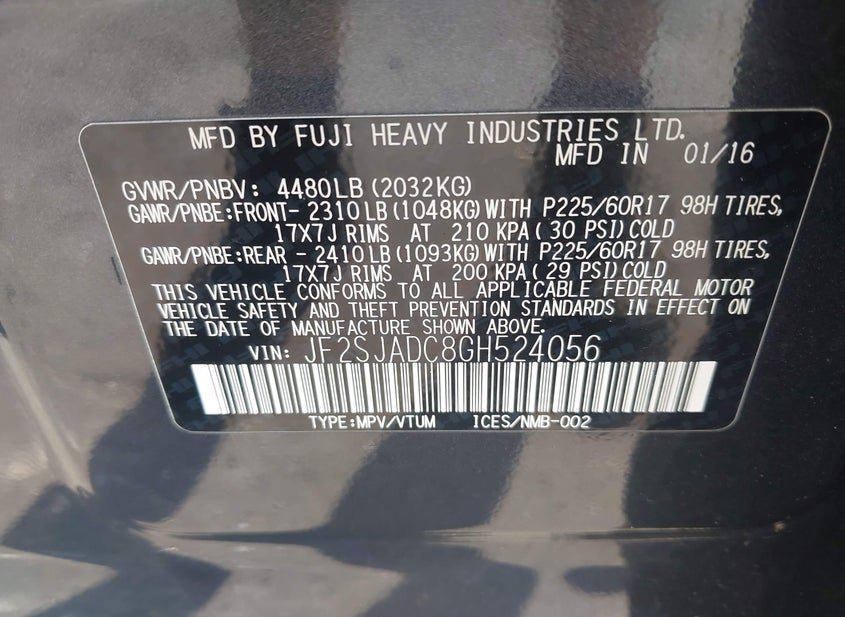 MFD BY FUJI HEAVY INDUSTRIES LTD.
MFD IN 01/16
GVWR/PNBV: 4480LB (2032KG)
GAWR/PNBE:FRONT- 2310LB (1048KG) WITH P225/60R17 98H TIRES,
17X7J RIMS AT 210 KPA ( 30 PSI) COLD
GAWR/PNBE:REAR - 2410LB (1093KG) WITH P225/60R17 98H TIRES,
17X7J RIMS AT 200 KPA ( 29 PSI) COLD
THIS VEHICLE CONFORMS TO ALL APPLICABLE FEDERAL MOTOR
VEHICLE SAFETY AND THEFT PREVENTION STANDARDS IN EFFECT ON
THE DATE OF MANUFACTURE SHOWN ABOVE.
VIN: JF2SJADC8GH524056
TYPE:MPV/VTUM ICES/NMB-002